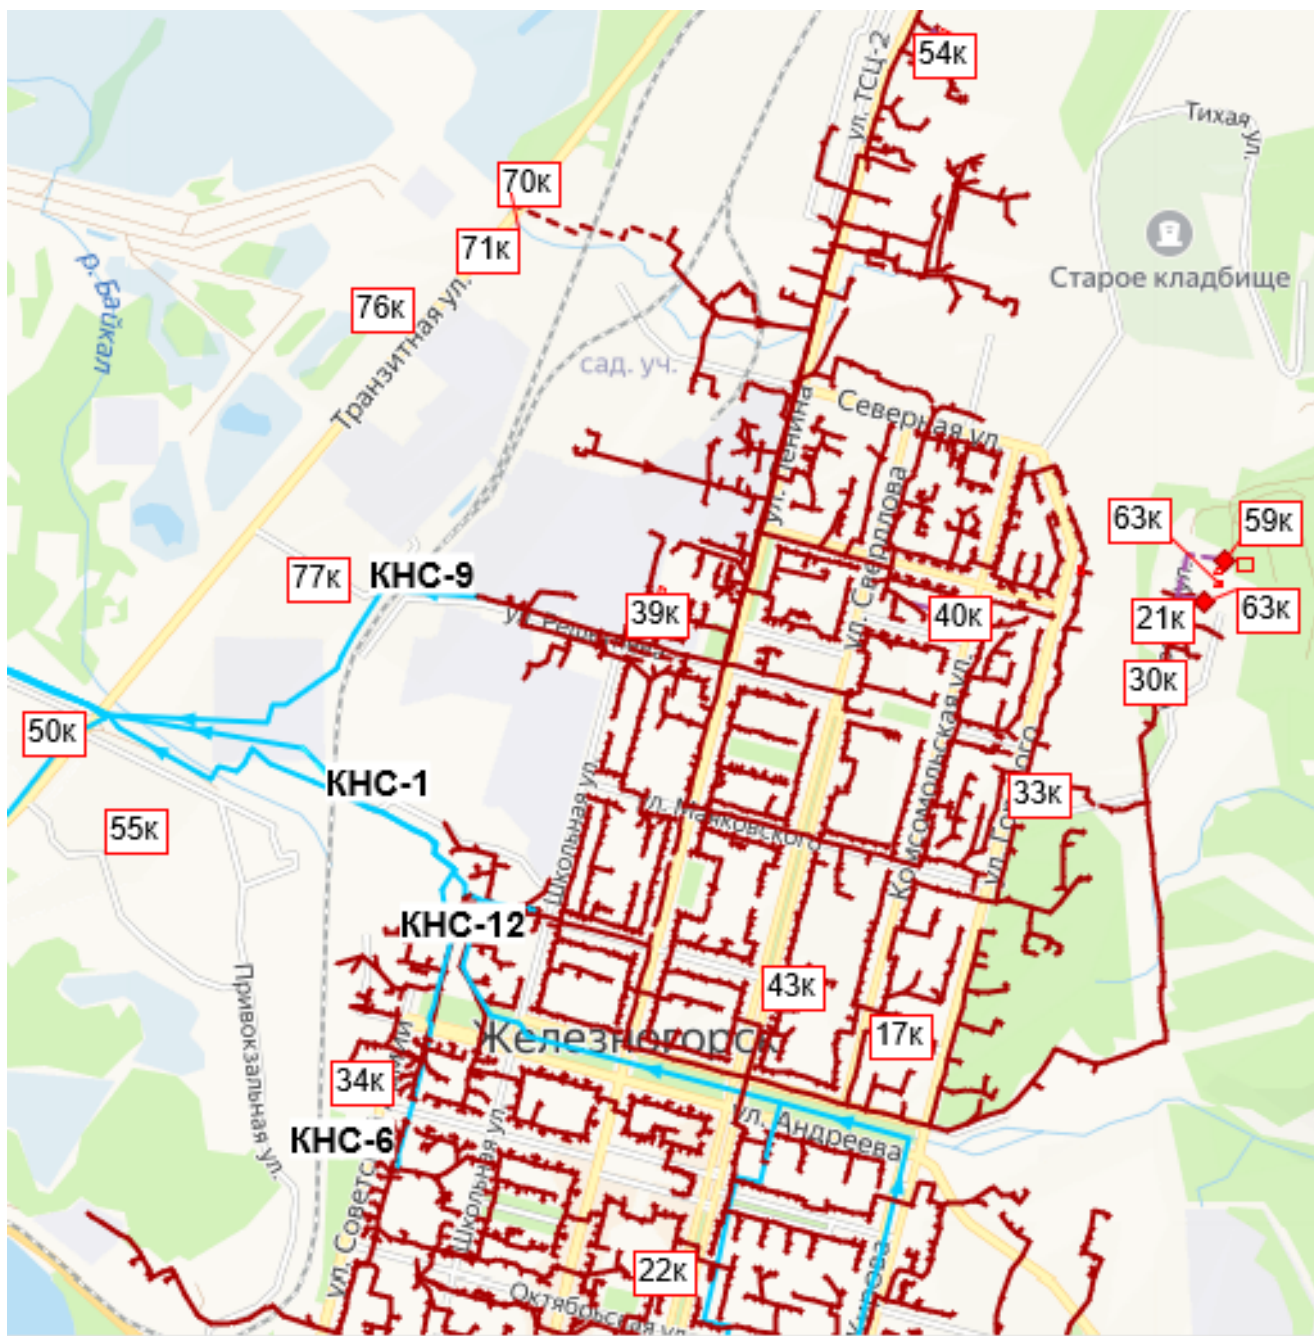 54к
ул. ТСЦ-2
Тихая ул.
70к
71к
Старое кладбище
р. Байкал
76к
Транзитная ул.
сад. уч.
Северная ул.
ул. Ленина
ул. Свердлова
63к
59к
77к
КНС-9
39к
40к
ул.
21к
63к
30к
50к
КНС-1
33к
55к
ул. Маяковского
Школьная ул.
Комсомольская ул.
КНС-12
43к
17к
Железногорск
Привокзальная ул.
34к
ул. Андреева
КНС-6
Школьная ул.
22к
Октябрьская ул.